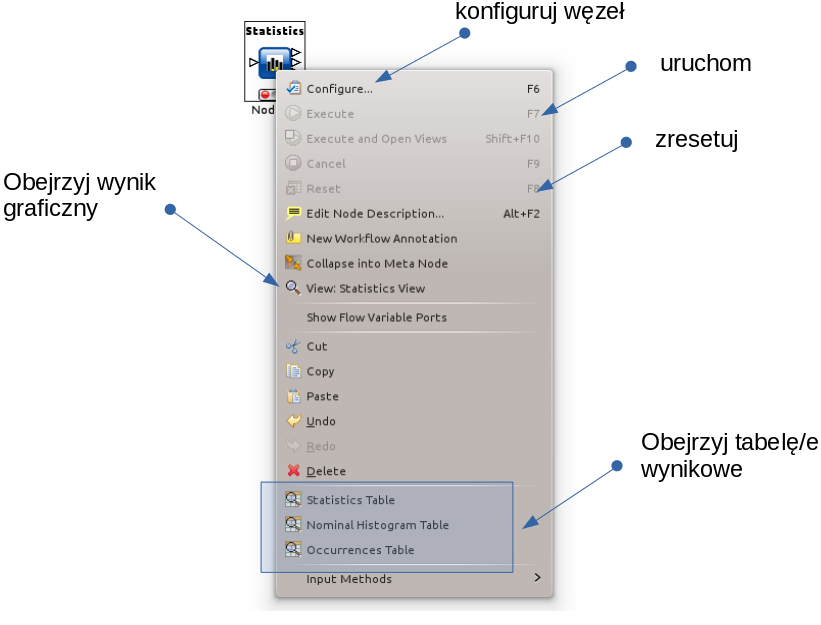 konfiguruj węzeł
Statistics
uruchom
Configure... F6
Nod
Execute F7
zresetuj
Execute and Open Views Shift+F10
Cancel F9
Obejrzyj wynik
graficzny
Reset F8
Edit Node Description... Alt+F2
New Workflow Annotation
Collapse into Meta Node
View: Statistics View
Show Flow Variable Ports
Cut
Copy
Paste
Undo
Redo
Delete
Obejrzyj tabelę/e
wynikowe
Statistics Table
Nominal Histogram Table
Occurrences Table
Input Methods